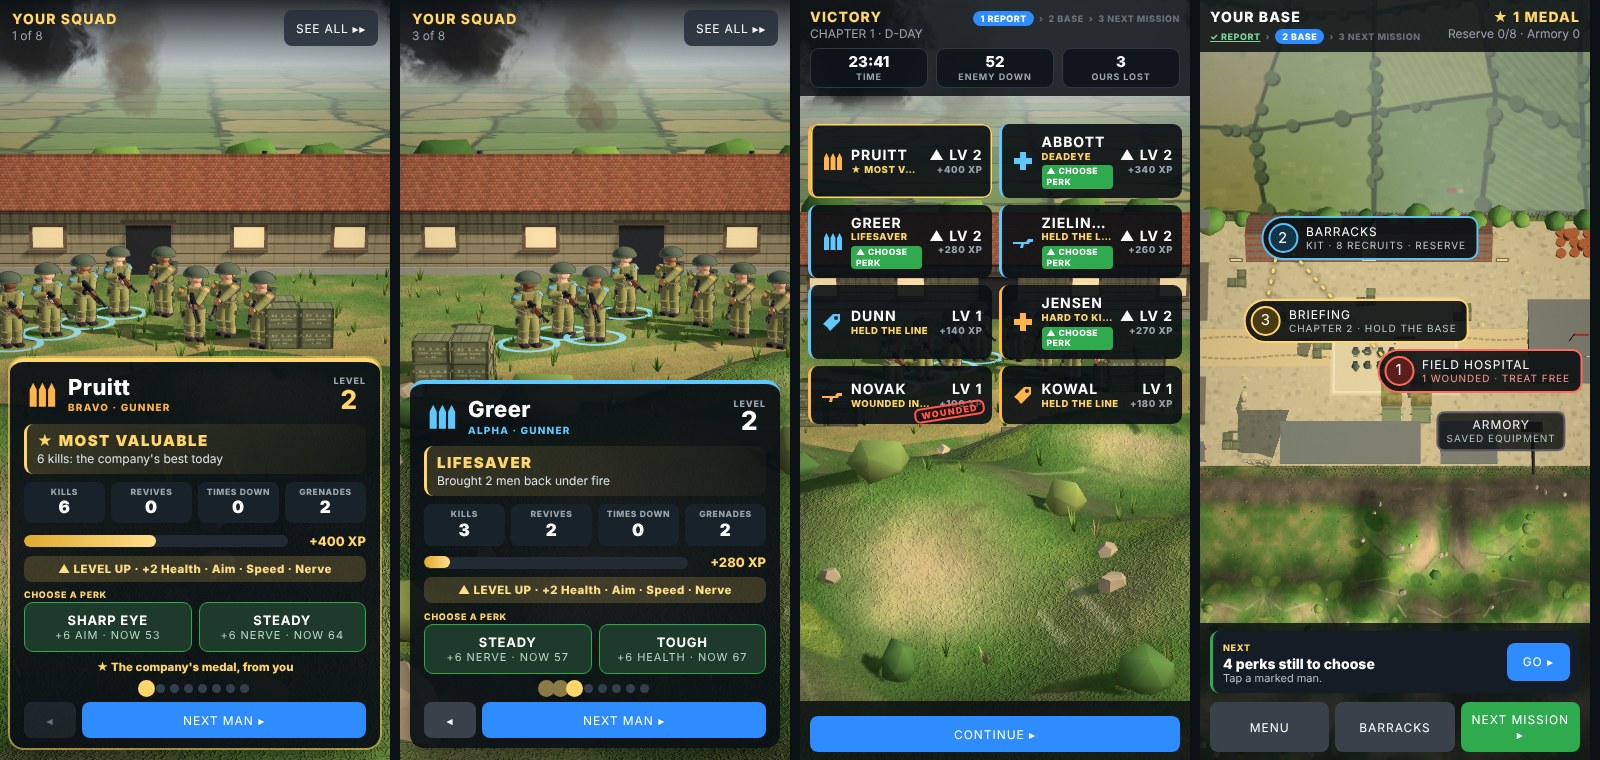 YOUR SQUAD
1 of 8
SEE ALL ▸▸
Pruitt
BRAVO · GUNNER
LEVEL
2
★ MOST VALUABLE
6 kills: the company's best today
KILLS
6
REVIVES
0
TIMES DOWN
0
GRENADES
2
+400 XP
▲ LEVEL UP · +2 Health · Aim · Speed · Nerve
CHOOSE A PERK
SHARP EYE
+6 AIM · NOW 53
STEADY
+6 NERVE · NOW 64
★ The company's medal, from you
◂
NEXT MAN ▸
YOUR SQUAD
3 of 8
SEE ALL ▸▸
Greer
ALPHA · GUNNER
LEVEL
2
LIFESAVER
Brought 2 men back under fire
KILLS
3
REVIVES
2
TIMES DOWN
0
GRENADES
2
+280 XP
▲ LEVEL UP · +2 Health · Aim · Speed · Nerve
CHOOSE A PERK
STEADY
+6 NERVE · NOW 57
TOUGH
+6 HEALTH · NOW 67
◂
NEXT MAN ▸
VICTORY
1 REPORT › 2 BASE › 3 NEXT MISSION
CHAPTER 1 · D-DAY
23:41
TIME
52
ENEMY DOWN
3
OURS LOST
PRUITT
★ MOST V...
▲ LV 2
+400 XP
ABBOTT
DEADEYE
▲ CHOOSE
PERK
▲ LV 2
+340 XP
GREER
LIFESAVER
▲ CHOOSE
PERK
▲ LV 2
+280 XP
ZIELIN...
HELD THE L...
▲ CHOOSE
PERK
▲ LV 2
+260 XP
DUNN
HELD THE LINE
LV 1
+140 XP
JENSEN
HARD TO KI...
▲ CHOOSE
PERK
▲ LV 2
+270 XP
NOVAK
WOUNDED IN...
LV 1
WOUNDED
KOWAL
HELD THE LINE
LV 1
+180 XP
CONTINUE ▸
YOUR BASE
★ 1 MEDAL
✓ REPORT › 2 BASE › 3 NEXT MISSION
Reserve 0/8 · Armory 0
2
BARRACKS
KIT · 8 RECRUITS · RESERVE
3
BRIEFING
CHAPTER 2 · HOLD THE BASE
1
FIELD HOSPITAL
1 WOUNDED · TREAT FREE
ARMORY
SAVED EQUIPMENT
NEXT
4 perks still to choose
Tap a marked man.
GO ▸
MENU
BARRACKS
NEXT MISSION
▸